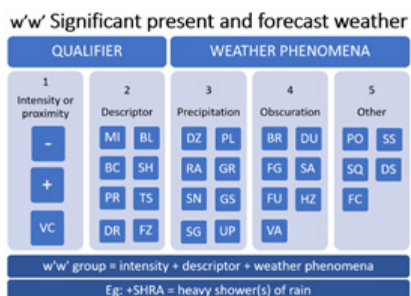 w'w' Significant present and forecast weather
QUALIFIER
WEATHER PHENOMENA
1
Intensity or
proximity
-
+
VC
2
Descriptor
MI BL
BC SH
PR TS
DR FZ
3
Precipitation
DZ PL
RA GR
SN GS
SG UP
4
Obscuration
BR DU
FG SA
FU HZ
VA
5
Other
PO SS
SQ DS
FC
w'w' group = intensity + descriptor + weather phenomena
Eg: +SHRA = heavy shower(s) of rain